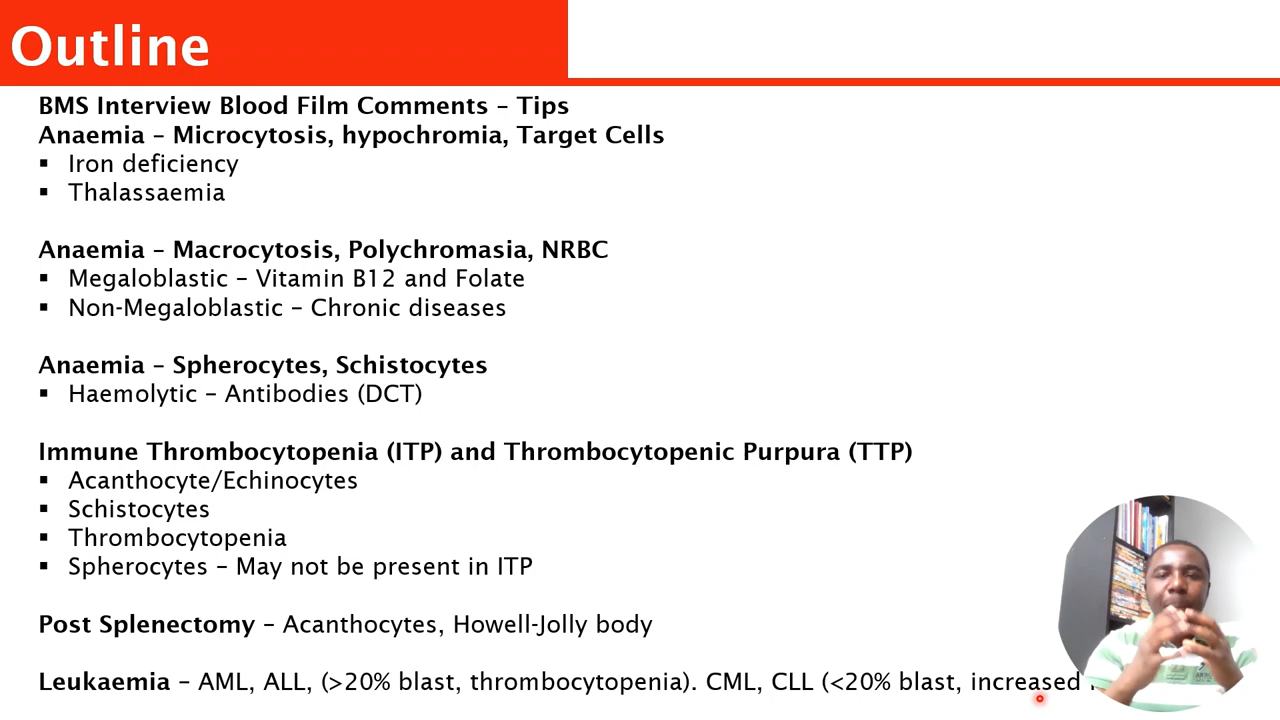 Outline
BMS Interview Blood Film Comments – Tips
Anaemia – Microcytosis, hypochromia, Target Cells
▪ Iron deficiency
▪ Thalassaemia
Anaemia – Macrocytosis, Polychromasia, NRBC
▪ Megaloblastic – Vitamin B12 and Folate
▪ Non-Megaloblastic – Chronic diseases
Anaemia – Spherocytes, Schistocytes
▪ Haemolytic – Antibodies (DCT)
Immune Thrombocytopenia (ITP) and Thrombocytopenic Purpura (TTP)
▪ Acanthocyte/Echinocytes
▪ Schistocytes
▪ Thrombocytopenia
▪ Spherocytes – May not be present in ITP
Post Splenectomy – Acanthocytes, Howell-Jolly body
Leukaemia – AML, ALL, (>20% blast, thrombocytopenia). CML, CLL (<20% blast, increased